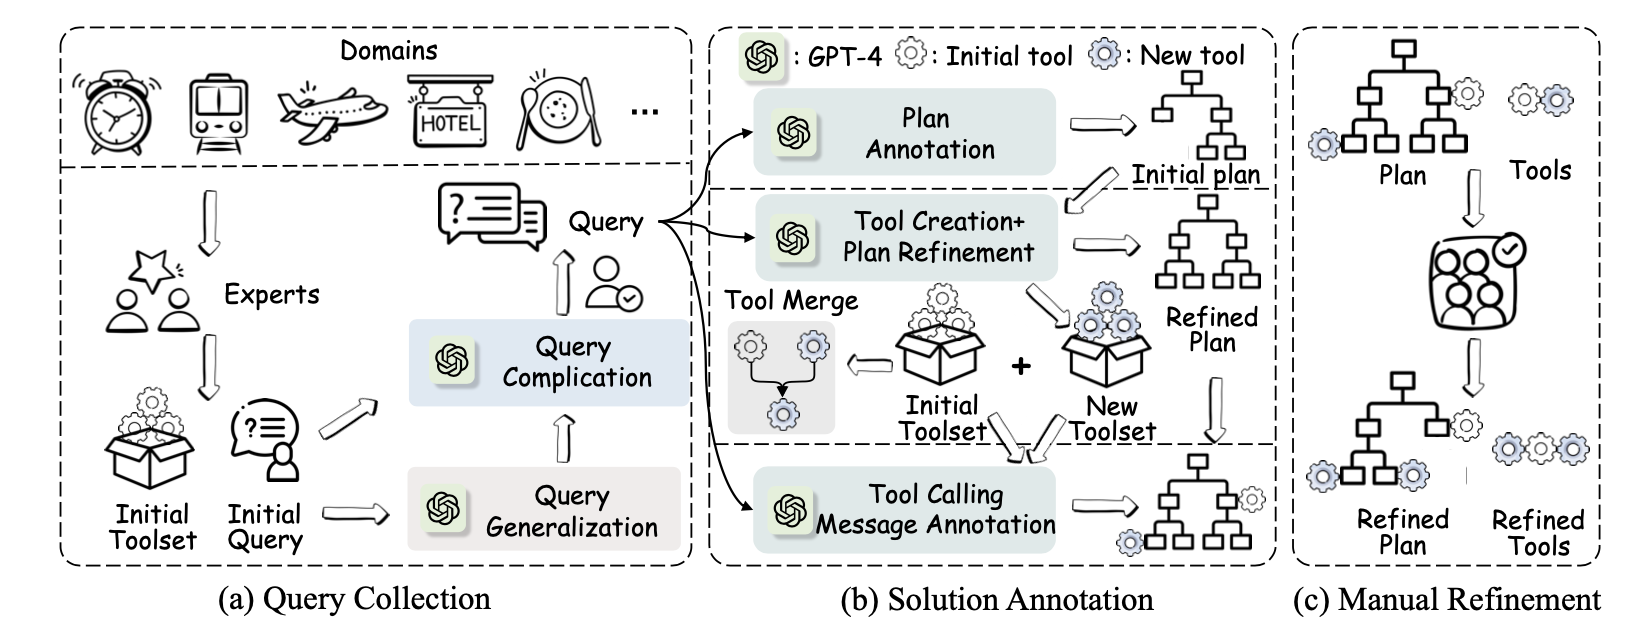 Domains
HOTEL
...
Experts
Initial
Toolset
Initial
Query
?
Query
Generalization
Query
Complication
?
Query
(a) Query Collection
: GPT-4
: Initial tool
: New tool
Plan
Annotation
Initial plan
Tool Creation+
Plan Refinement
Refined
Plan
Tool Merge
Initial
Toolset
+
New
Toolset
Tool Calling
Message Annotation
(b) Solution Annotation
Plan
Tools
Refined
Plan
Refined
Tools
(c) Manual Refinement